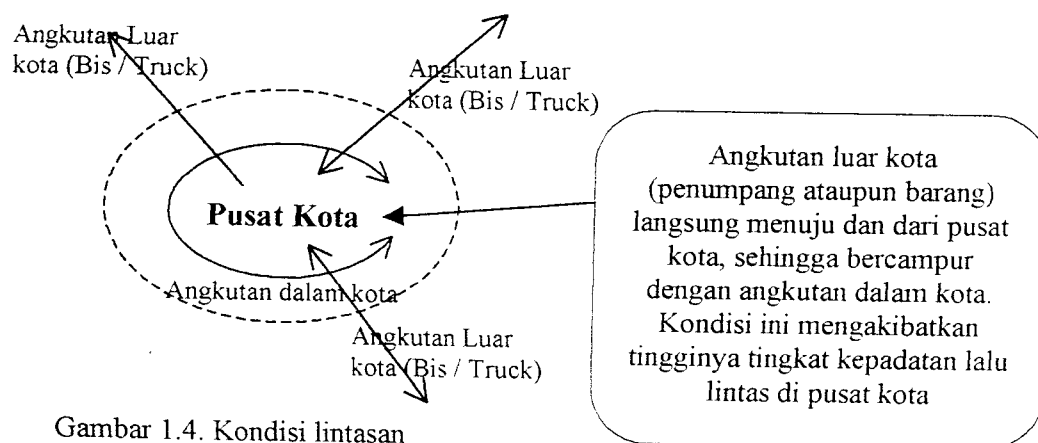 Angkutan Luar
kota (Bis / Truck)
Angkutan Luar
kota (Bis / Truck)
Pusat Kota
Angkutan dalam kota
Angkutan Luar
kota (Bis / Truck)
Angkutan luar kota
(penumpang ataupun barang)
langsung menuju dan dari pusat
kota, sehingga bercampur
dengan angkutan dalam kota.
Kondisi ini mengakibatkan
tingginya tingkat kepadatan lalu
lintas di pusat kota
Gambar 1.4. Kondisi lintasan